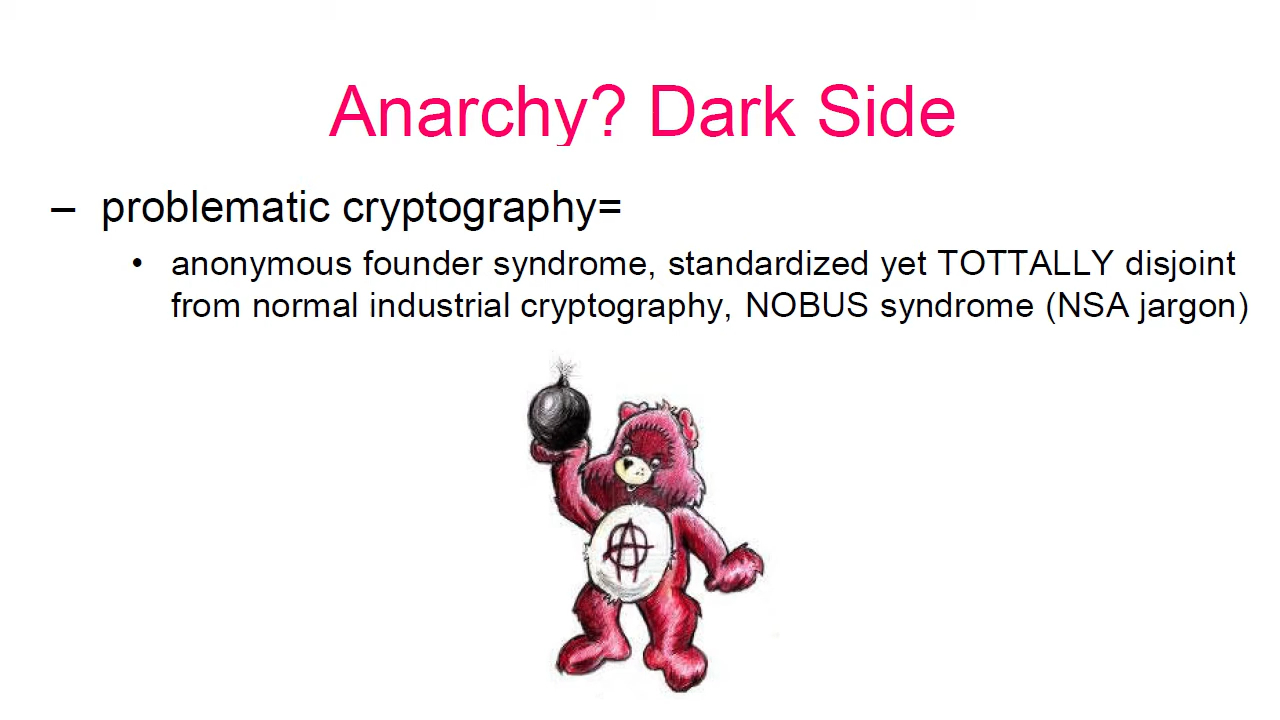 Anarchy? Dark Side
– problematic cryptography=
• anonymous founder syndrome, standardized yet TOTTALLY disjoint
from normal industrial cryptography, NOBUS syndrome (NSA jargon)